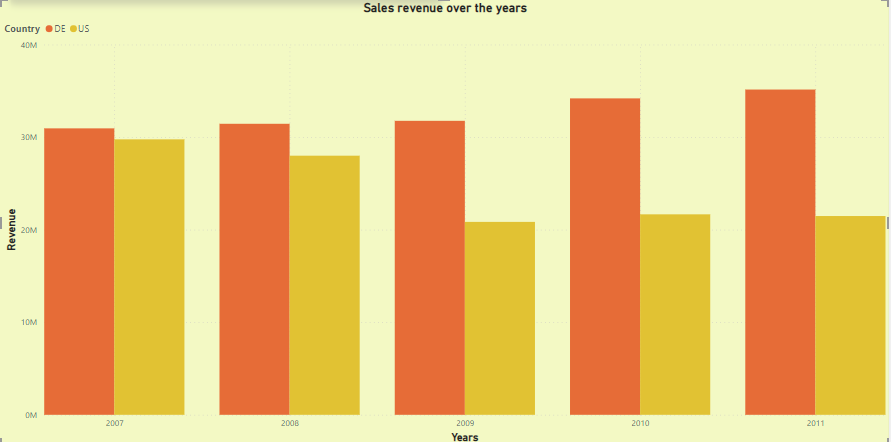 Sales revenue over the years
Country DE US
40M
30M
20M
10M
0M
Revenue
2007 2008 2009 2010 2011
Years